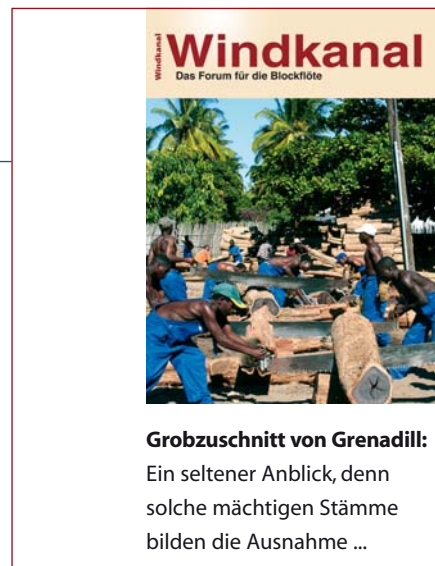 Windkanal
Windkanal
Das Forum für die Blockflöte
Grobzuschnitt von Grenadill:
Ein seltener Anblick, denn
solche mächtigen Stämme
bilden die Ausnahme ...